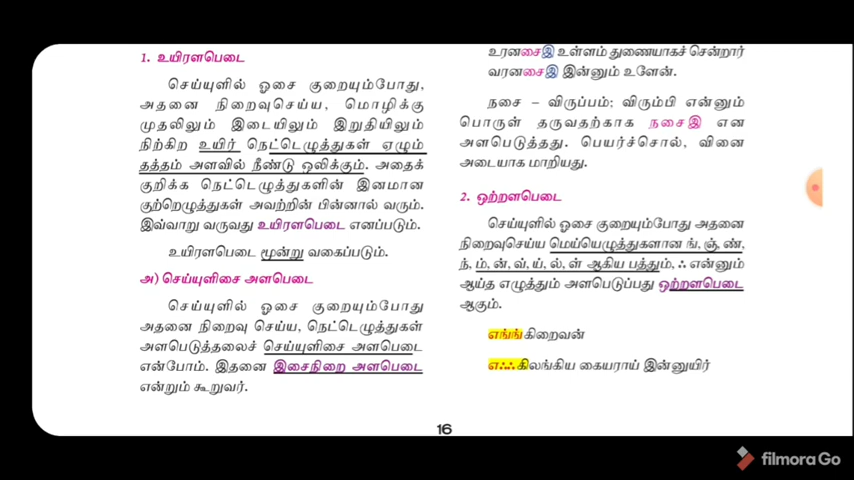 1. உயிரளபெடை
செய்யுளில் ஓசை குறையும்போது,
அதனை நிறைவுசெய்ய, மொழிக்கு
முதலிலும் இடையிலும் இறுதியிலும்
நிற்கிற உயிர் நெட்டெழுத்துகள் ஏழும்
தத்தம் அளவில் நீண்டு ஒலிக்கும். அதைக்
குறிக்க நெட்டெழுத்துகளின் இனமான
குற்றெழுத்துகள் அவற்றின் பின்னால் வரும்.
இவ்வாறு வருவது உயிரளபெடை எனப்படும்.
உயிரளபெடை மூன்று வகைப்படும்.
அ) செய்யுளிசை அளபெடை
செய்யுளில் ஓசை குறையும்போது
அதனை நிறைவு செய்ய, நெட்டெழுத்துகள்
அளபெடுத்தலைச் செய்யுளிசை அளபெடை
என்போம். இதனை இசைநிறை அளபெடை
என்றும் கூறுவர்.
உரனசைஇ உள்ளம் துணையாகச் சென்றார்
வரனசைஇ இன்னும் உளேன்.
நசை – விருப்பம்; விரும்பி என்னும்
பொருள் தருவதற்காக நசைஇ என
அளபெடுத்தது. பெயர்ச்சொல், வினை
அடையாக மாறியது.
2. ஒற்றளபெடை
செய்யுளில் ஓசை குறையும்போது அதனை
நிறைவுசெய்ய மெய்யெழுத்துகளான ங், ஞ், ண்,
ந், ம், ன், வ், ய், ல், ள் ஆகிய பத்தும், ஃ என்னும்
ஆய்த எழுத்தும் அளபெடுப்பது ஒற்றளபெடை
ஆகும்.
எங்ங்கிறைவன்
எஃஃகிலங்கிய கையராய் இன்னுயிர்
16
filmora Go